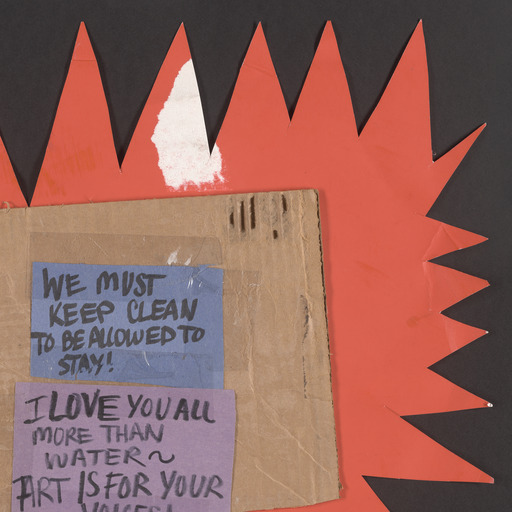 WE MUST
KEEP CLEAN
TO BE ALLOWED TO
STAY!
I LOVE YOU ALL
MORE THAN
WATER~
ART IS FOR YOUR
VOICES!